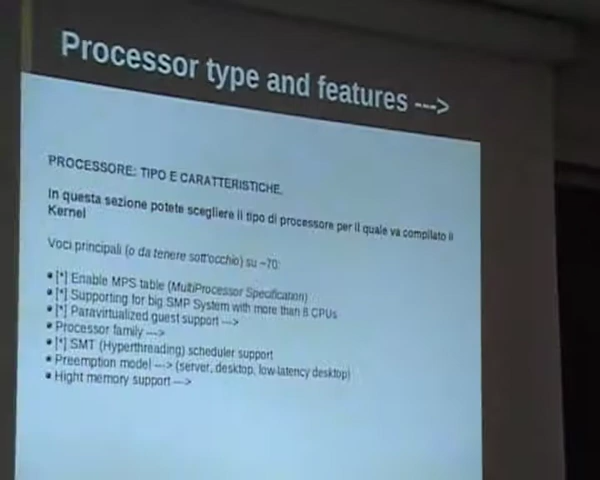 Processor type and features --->
PROCESSORE: TIPO E CARATTERISTICHE.
In questa sezione potete scegliere il tipo di processore per il quale va compilato il
Kernel
Voci principali (o da tenere sott'occhio) su ~70:
[*] Enable MPS table (MultiProcessor Specification)
[*] Supporting for big SMP System with more than 8 CPUs
[*] Paravirtualized guest support --->
Processor family --->
[*] SMT (Hyperthreading) scheduler support
Preemption model ---> (server, desktop, low-latency desktop)
Hight memory support --->